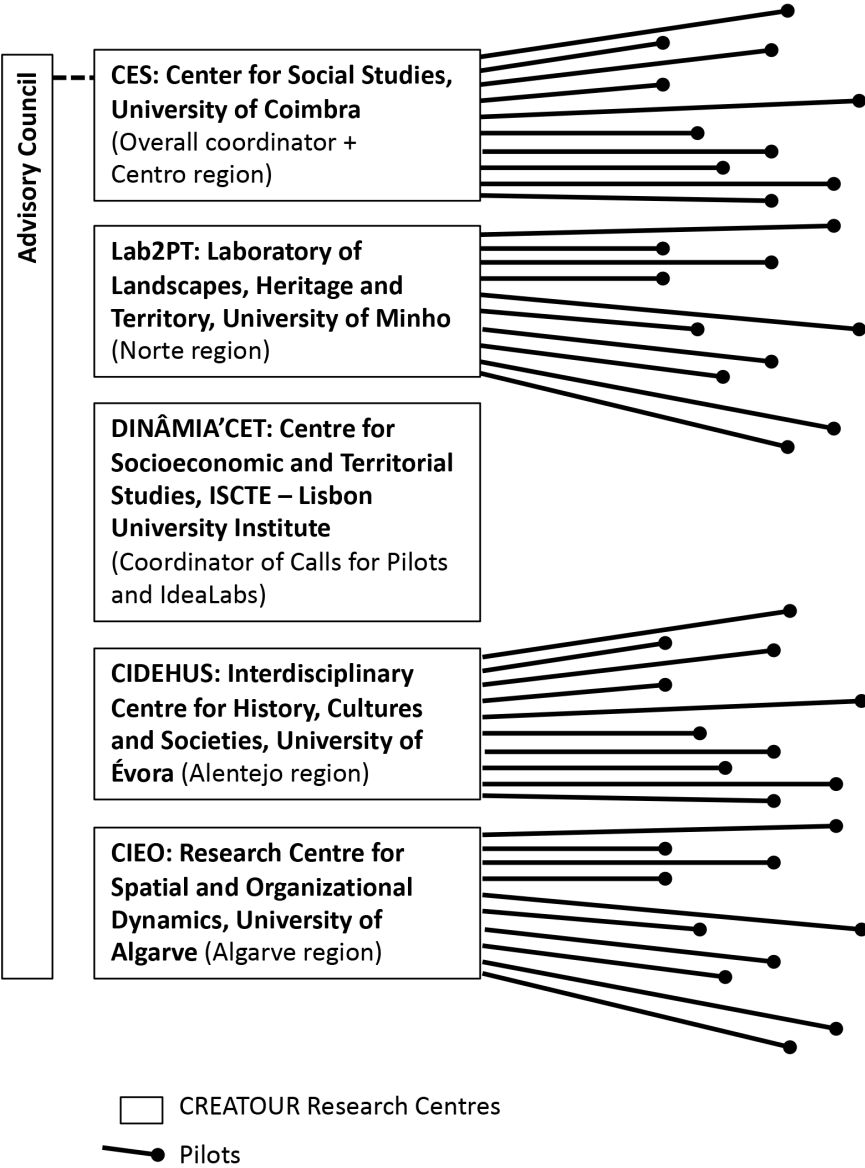 Advisory Council
CES: Center for Social Studies,
University of Coimbra
(Overall coordinator +
Centro region)
Lab2PT: Laboratory of
Landscapes, Heritage and
Territory, University of Minho
(Norte region)
DINÂMIA’CET: Centre for
Socioeconomic and Territorial
Studies, ISCTE – Lisbon
University Institute
(Coordinator of Calls for Pilots
and IdeaLabs)
CIDEHUS: Interdisciplinary
Centre for History, Cultures
and Societies, University of
Évora (Alentejo region)
CIEO: Research Centre for
Spatial and Organizational
Dynamics, University of
Algarve (Algarve region)
CREATOUR Research Centres
Pilots